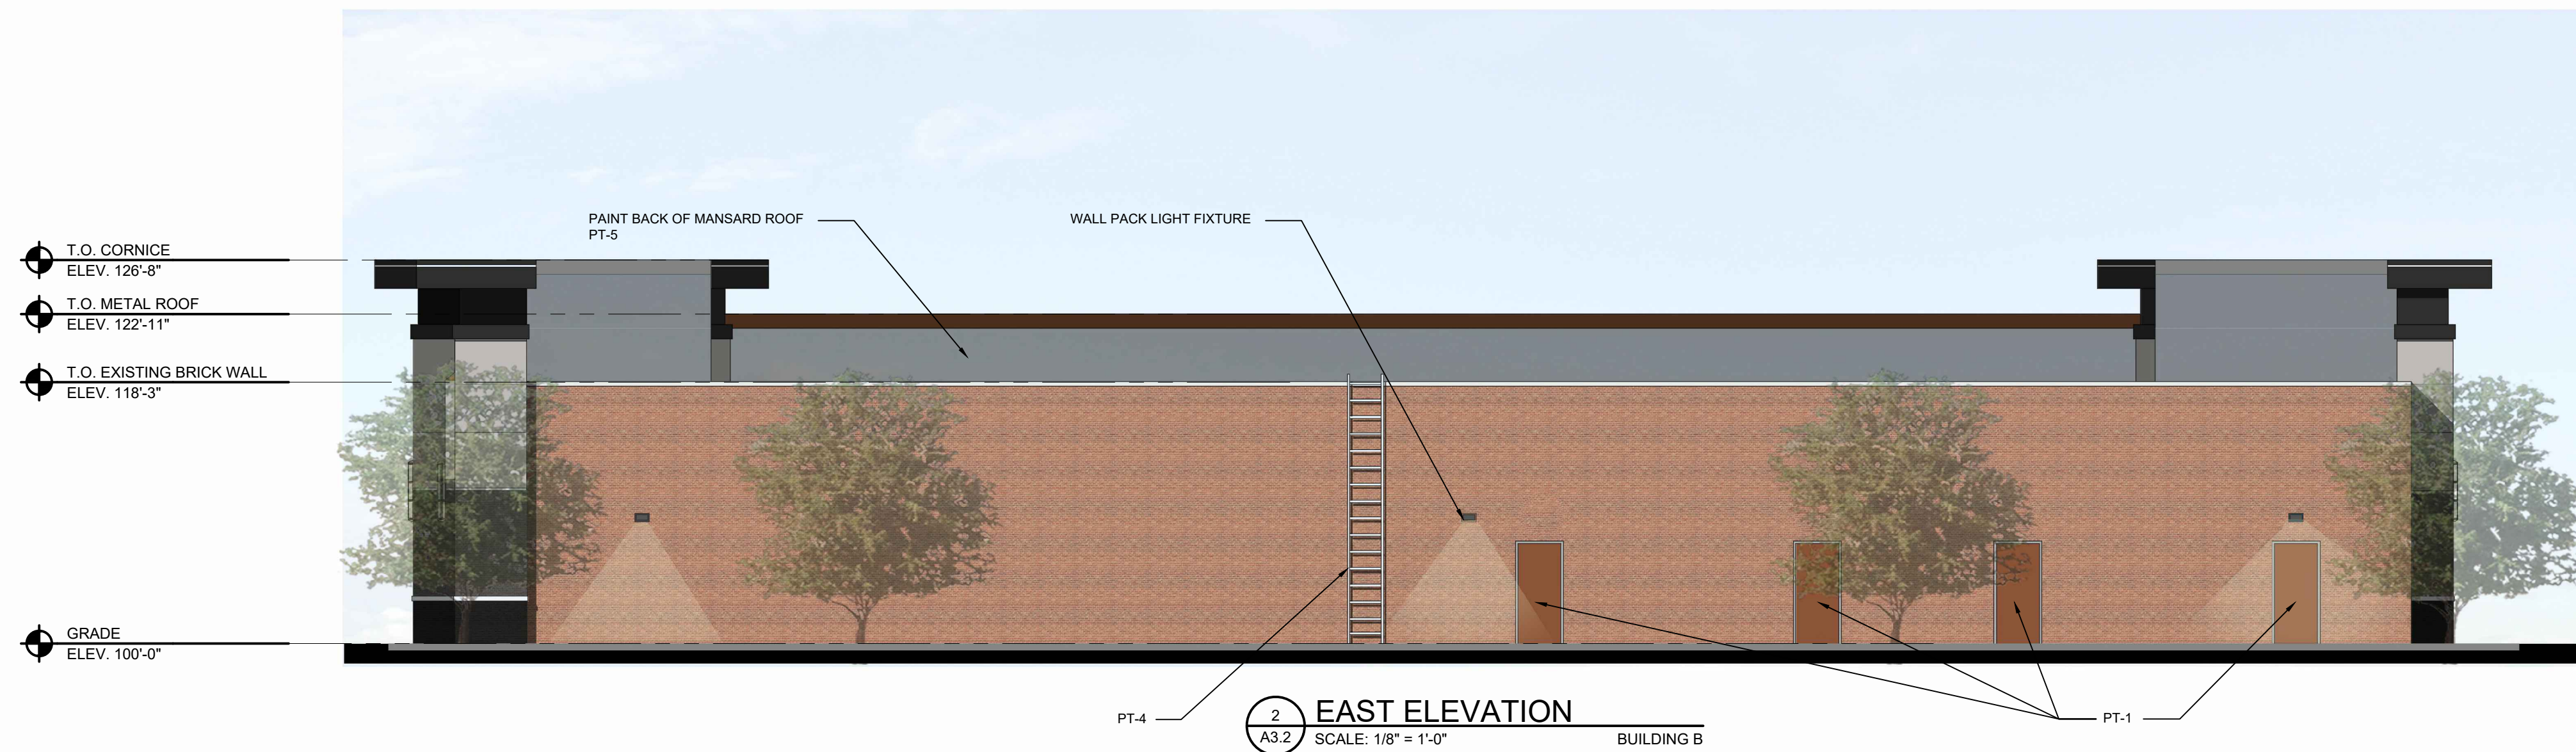 PAINT BACK OF MANSARD ROOF
PT-5
WALL PACK LIGHT FIXTURE
T.O. CORNICE
ELEV. 126'-8"
T.O. METAL ROOF
ELEV. 122'-11"
T.O. EXISTING BRICK WALL
ELEV. 118'-3"
GRADE
ELEV. 100'-0"
PT-4
2
A3.2
EAST ELEVATION
SCALE: 1/8" = 1'-0"
BUILDING B
PT-1